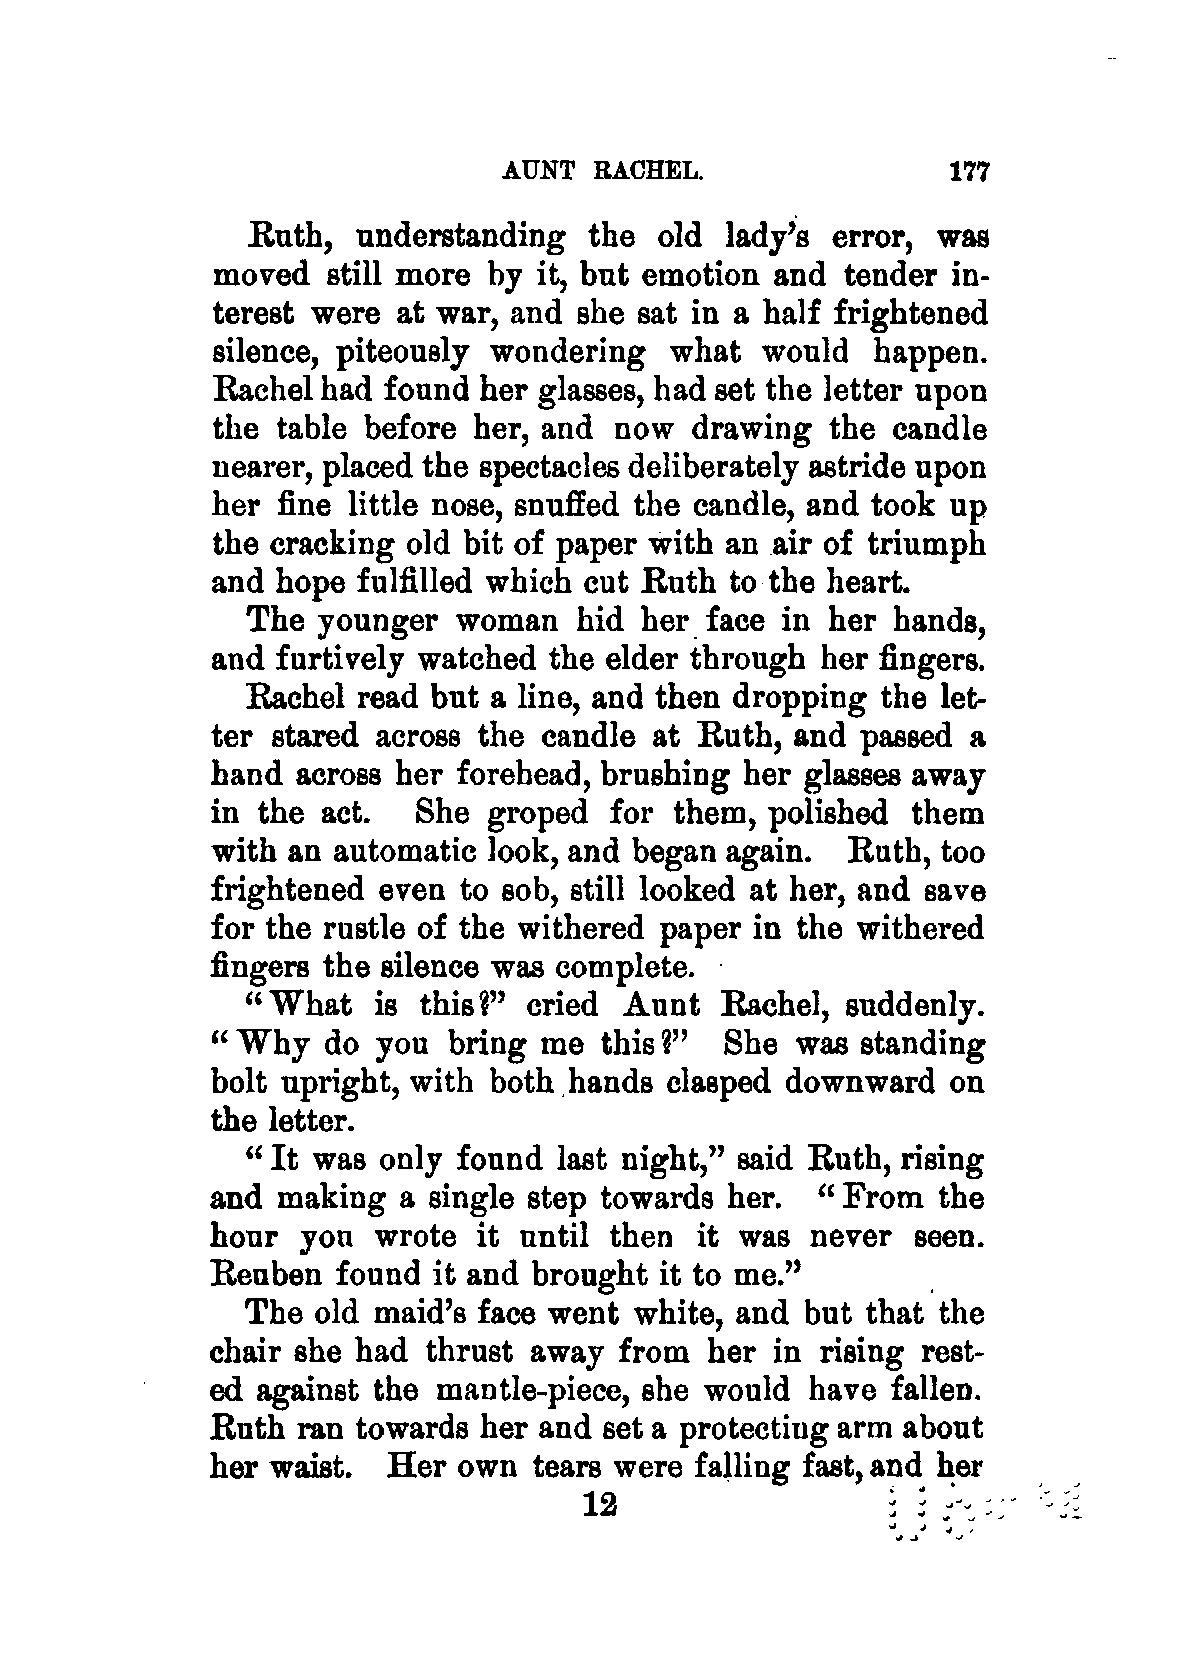 AUNT RACHEL. 177
Ruth, understanding the old lady's error, was
moved still more by it, but emotion and tender in-
terest were at war, and she sat in a half frightened
silence, piteously wondering what would happen.
Rachel had found her glasses, had set the letter upon
the table before her, and now drawing the candle
nearer, placed the spectacles deliberately astride upon
her fine little nose, snuffed the candle, and took up
the cracking old bit of paper with an air of triumph
and hope fulfilled which cut Ruth to the heart.
The younger woman hid her face in her hands,
and furtively watched the elder through her fingers.
Rachel read but a line, and then dropping the let-
ter stared across the candle at Ruth, and passed a
hand across her forehead, brushing her glasses away
in the act. She groped for them, polished them
with an automatic look, and began again. Ruth, too
frightened even to sob, still looked at her, and save
for the rustle of the withered paper in the withered
fingers the silence was complete.
"What is this?" cried Aunt Rachel, suddenly.
"Why do you bring me this?" She was standing
bolt upright, with both hands clasped downward on
the letter.
"It was only found last night," said Ruth, rising
and making a single step towards her. "From the
hour you wrote it until then it was never seen.
Reuben found it and brought it to me."
The old maid's face went white, and but that the
chair she had thrust away from her in rising rest-
ed against the mantle-piece, she would have fallen.
Ruth ran towards her and set a protecting arm about
her waist. Her own tears were falling fast, and her
12